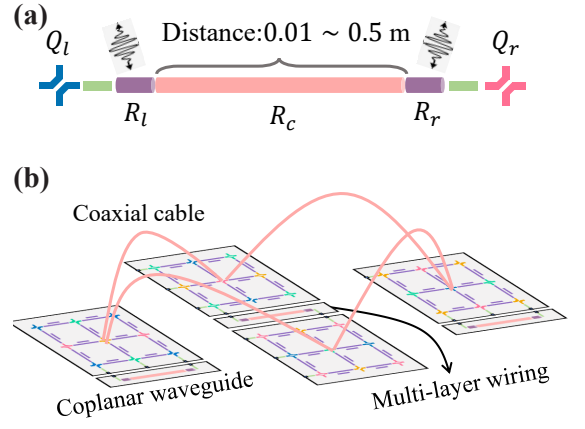 (a)
Q_l
Distance:0.01 ~ 0.5 m
Q_r
R_l
R_c
R_r
(b)
Coaxial cable
Coplanar waveguide
Multi-layer wiring